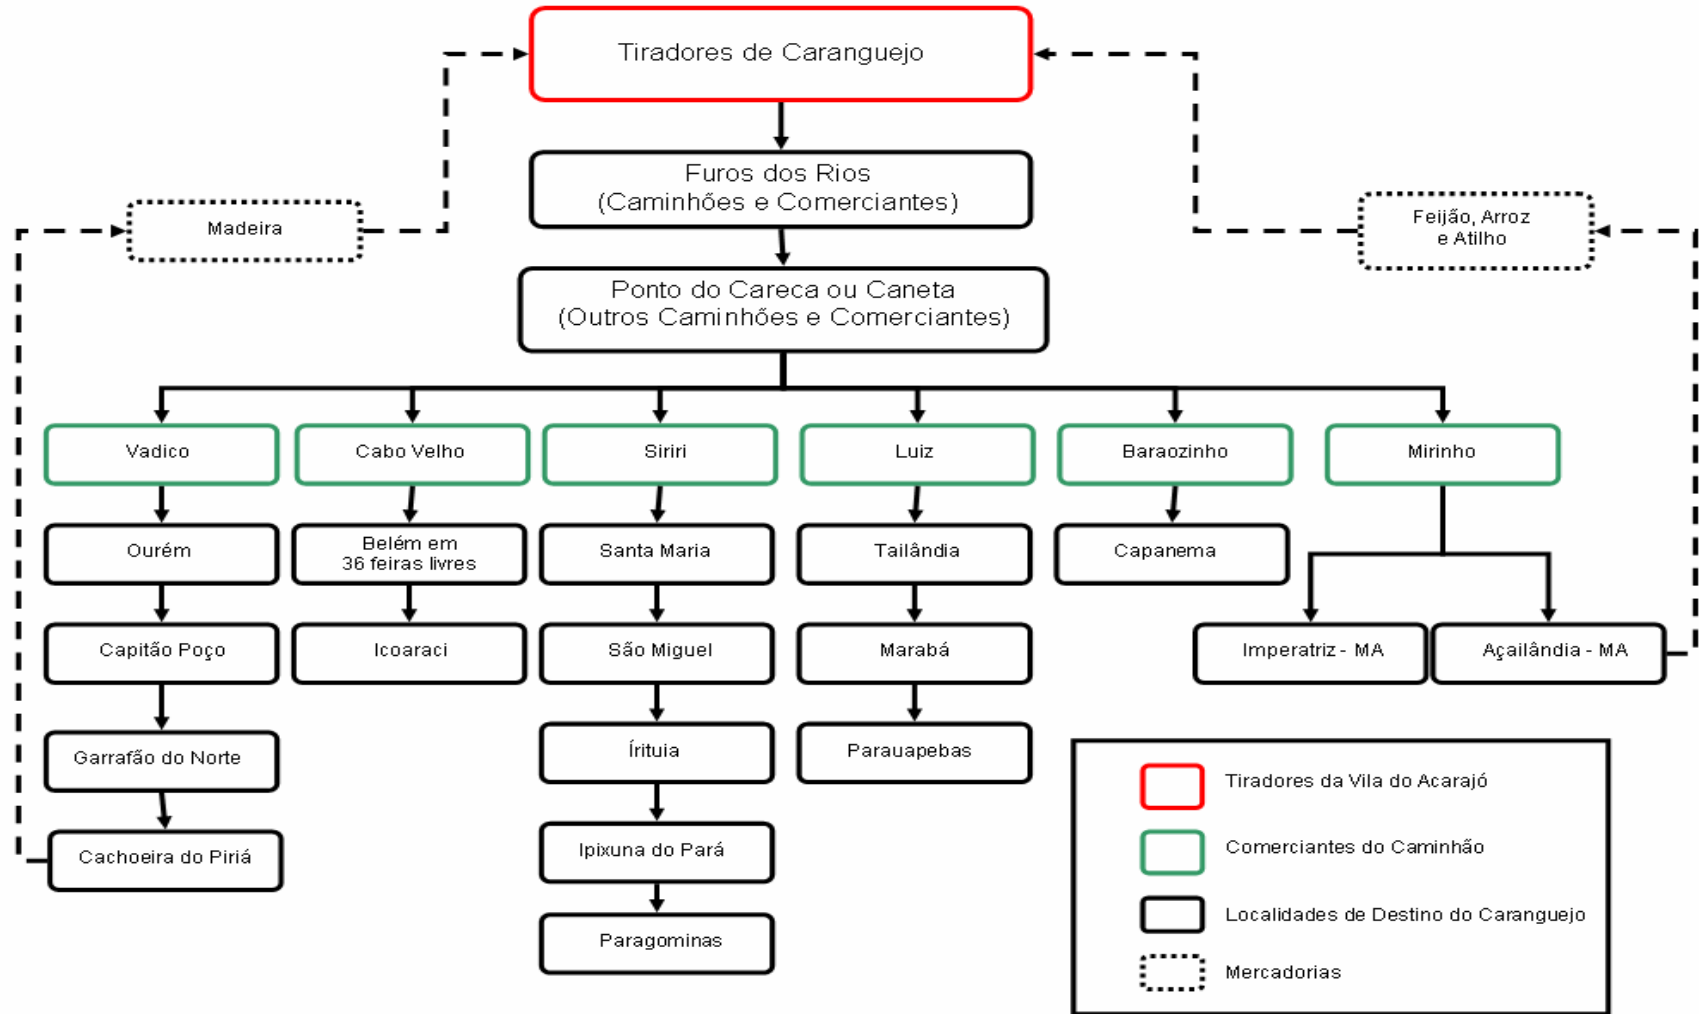 Tiradores de Caranguejo
Furos dos Rios
(Caminhões e Comerciantes)
Madeira
Feijão, Arroz
e Atilho
Ponto do Careca ou Caneta
(Outros Caminhões e Comerciantes)
Vadico
Cabo Velho
Siriri
Luiz
Baraozinho
Mirinho
Ourém
Belém em
36 feiras livres
Santa Maria
Tailândia
Capanema
Capitão Poço
Icoaraci
São Miguel
Marabá
Imperatriz - MA
Açailândia - MA
Garrafão do Norte
Írituia
Parauapebas
Cachoeira do Piriá
Ipixuna do Pará
Paragominas
Tiradores da Vila do Acarajó
Comerciantes do Caminhão
Localidades de Destino do Caranguejo
Mercadorias